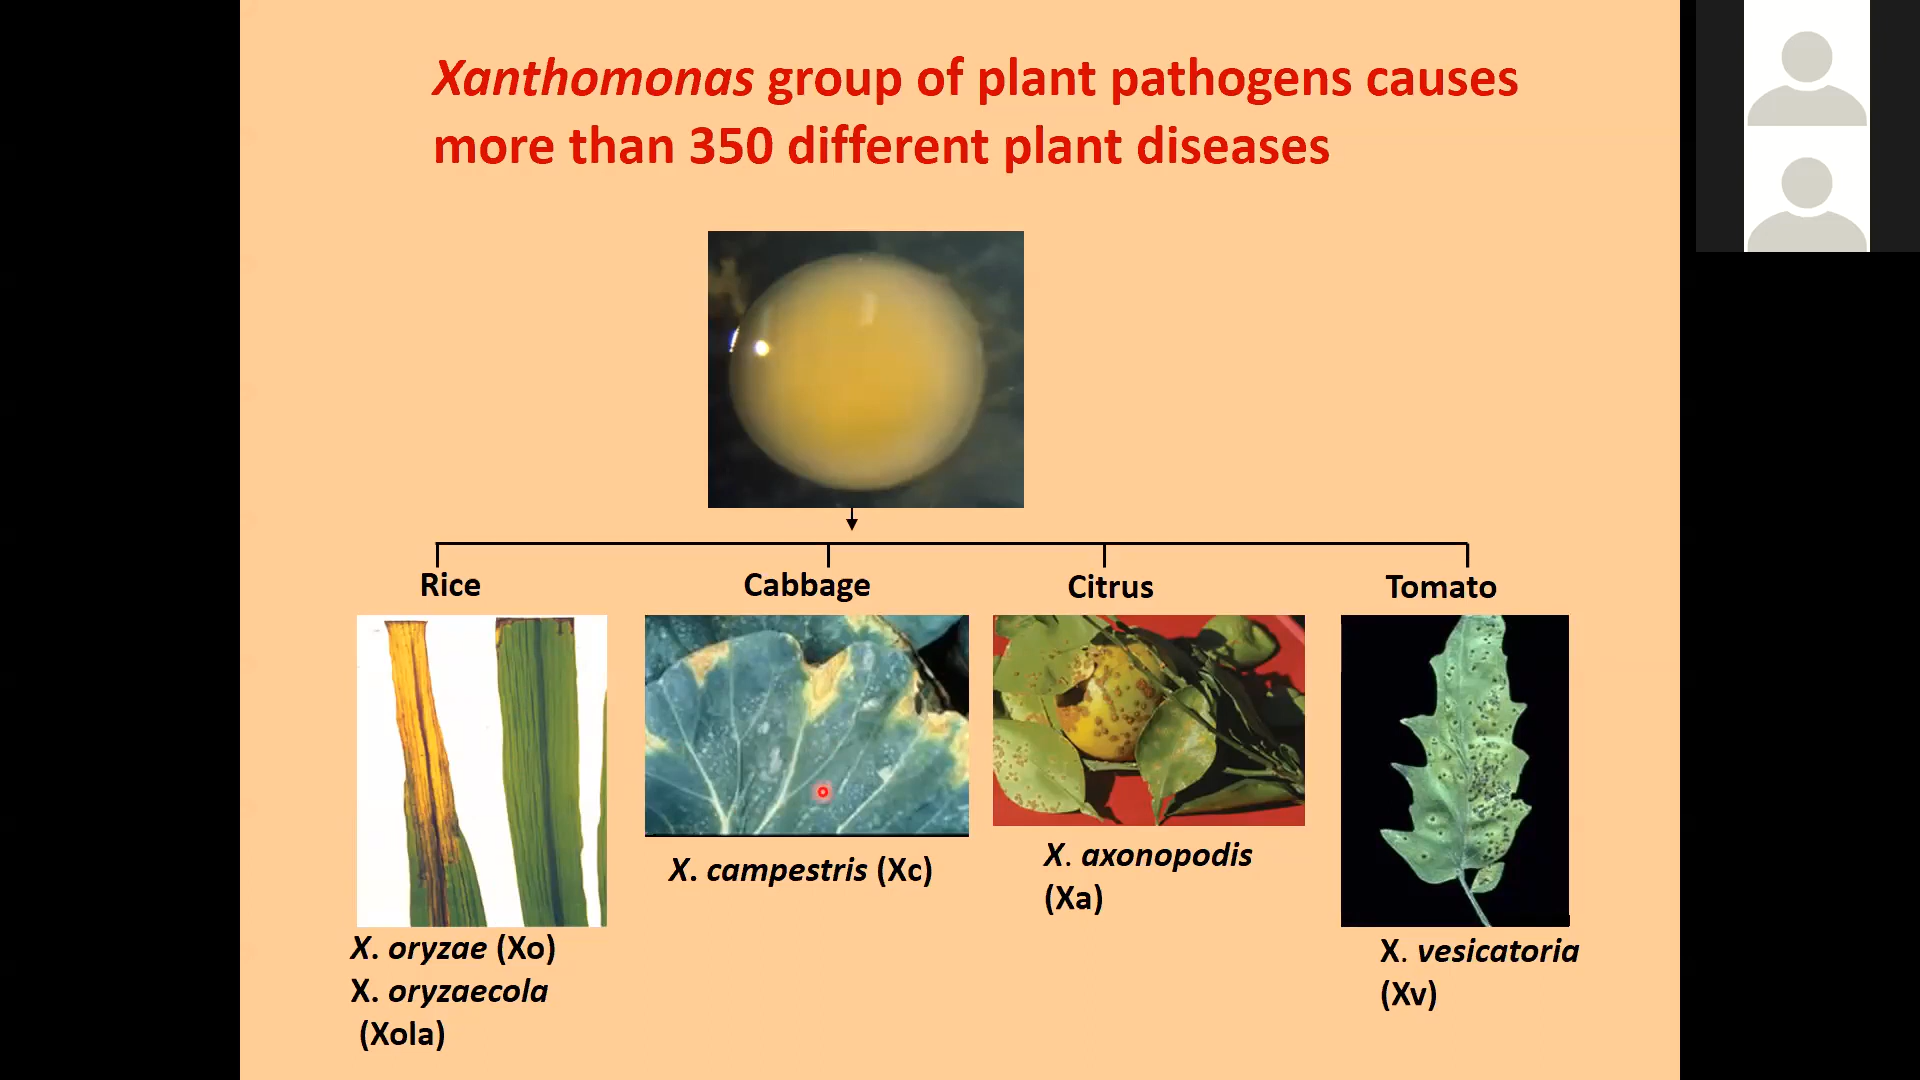 Xanthomonas group of plant pathogens causes
more than 350 different plant diseases
Rice
Cabbage
Citrus
Tomato
X. campestris (Xc)
X. axonopodis
(Xa)
X. oryzae (Xo)
X. oryzaecola
(Xola)
X. vesicatoria
(Xv)